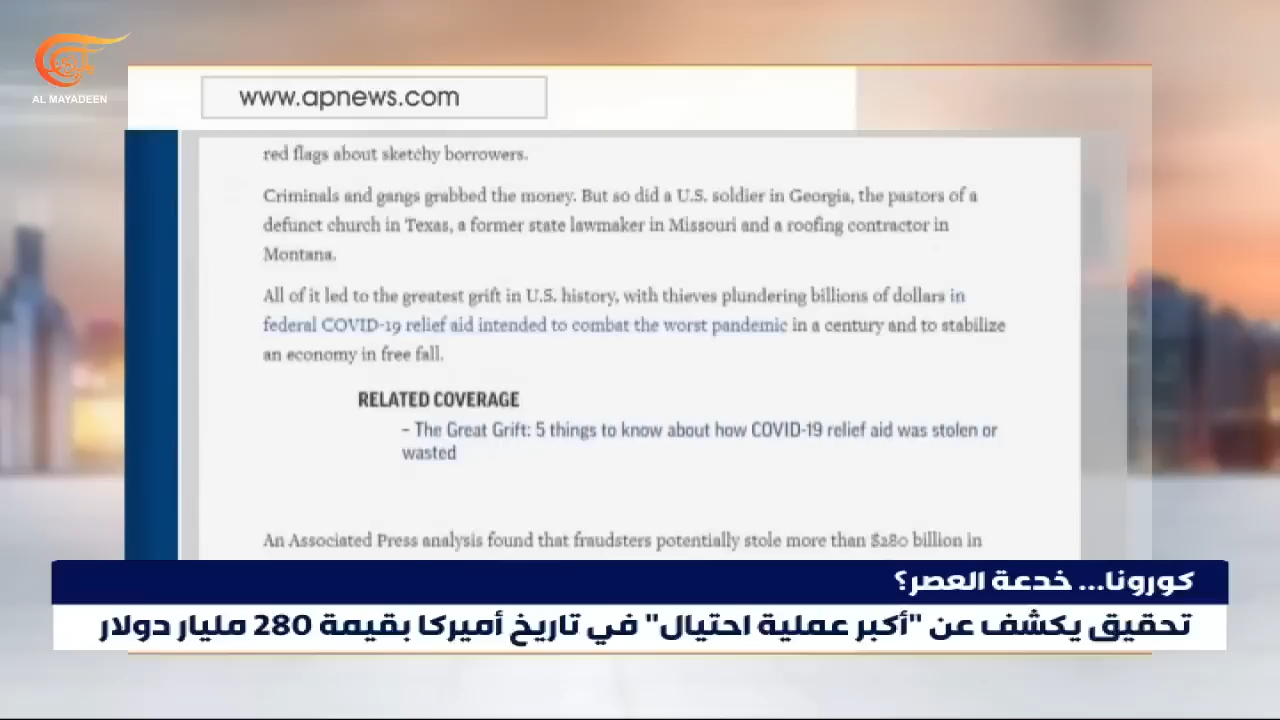 AL MAYADEEN
www.apnews.com
red flags about sketchy borrowers.
Criminals and gangs grabbed the money. But so did a U.S. soldier in Georgia, the pastors of a
defunct church in Texas, a former state lawmaker in Missouri and a roofing contractor in
Montana.
All of it led to the greatest grift in U.S. history, with thieves plundering billions of dollars in
federal COVID-19 relief aid intended to combat the worst pandemic in a century and to stabilize
an economy in free fall.
RELATED COVERAGE
– The Great Grift: 5 things to know about how COVID-19 relief aid was stolen or
wasted
An Associated Press analysis found that fraudsters potentially stole more than $280 billion in
كورونا... خدعة العصر؟
تحقيق يكشف عن "أكبر عملية احتيال" في تاريخ أميركا بقيمة 280 مليار دولار